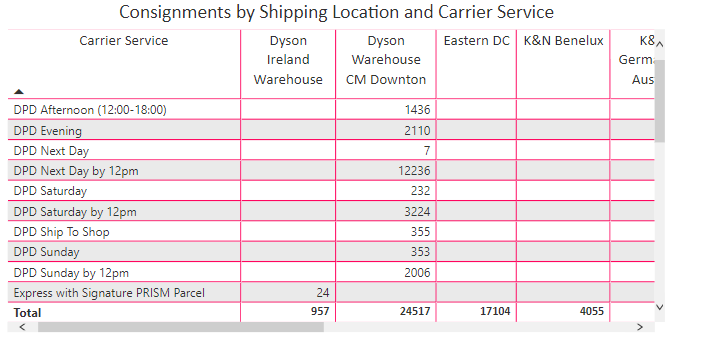 Consignments by Shipping Location and Carrier Service
Carrier Service Dyson Ireland Warehouse Dyson Warehouse CM Downton Eastern DC K&N Benelux K& Germ Aus
DPD Afternoon (12:00-18:00) 1436
DPD Evening 2110
DPD Next Day 7
DPD Next Day by 12pm 12236
DPD Saturday 232
DPD Saturday by 12pm 3224
DPD Ship To Shop 355
DPD Sunday 353
DPD Sunday by 12pm 2006
Express with Signature PRISM Parcel 24
Total 957 24517 17104 4055